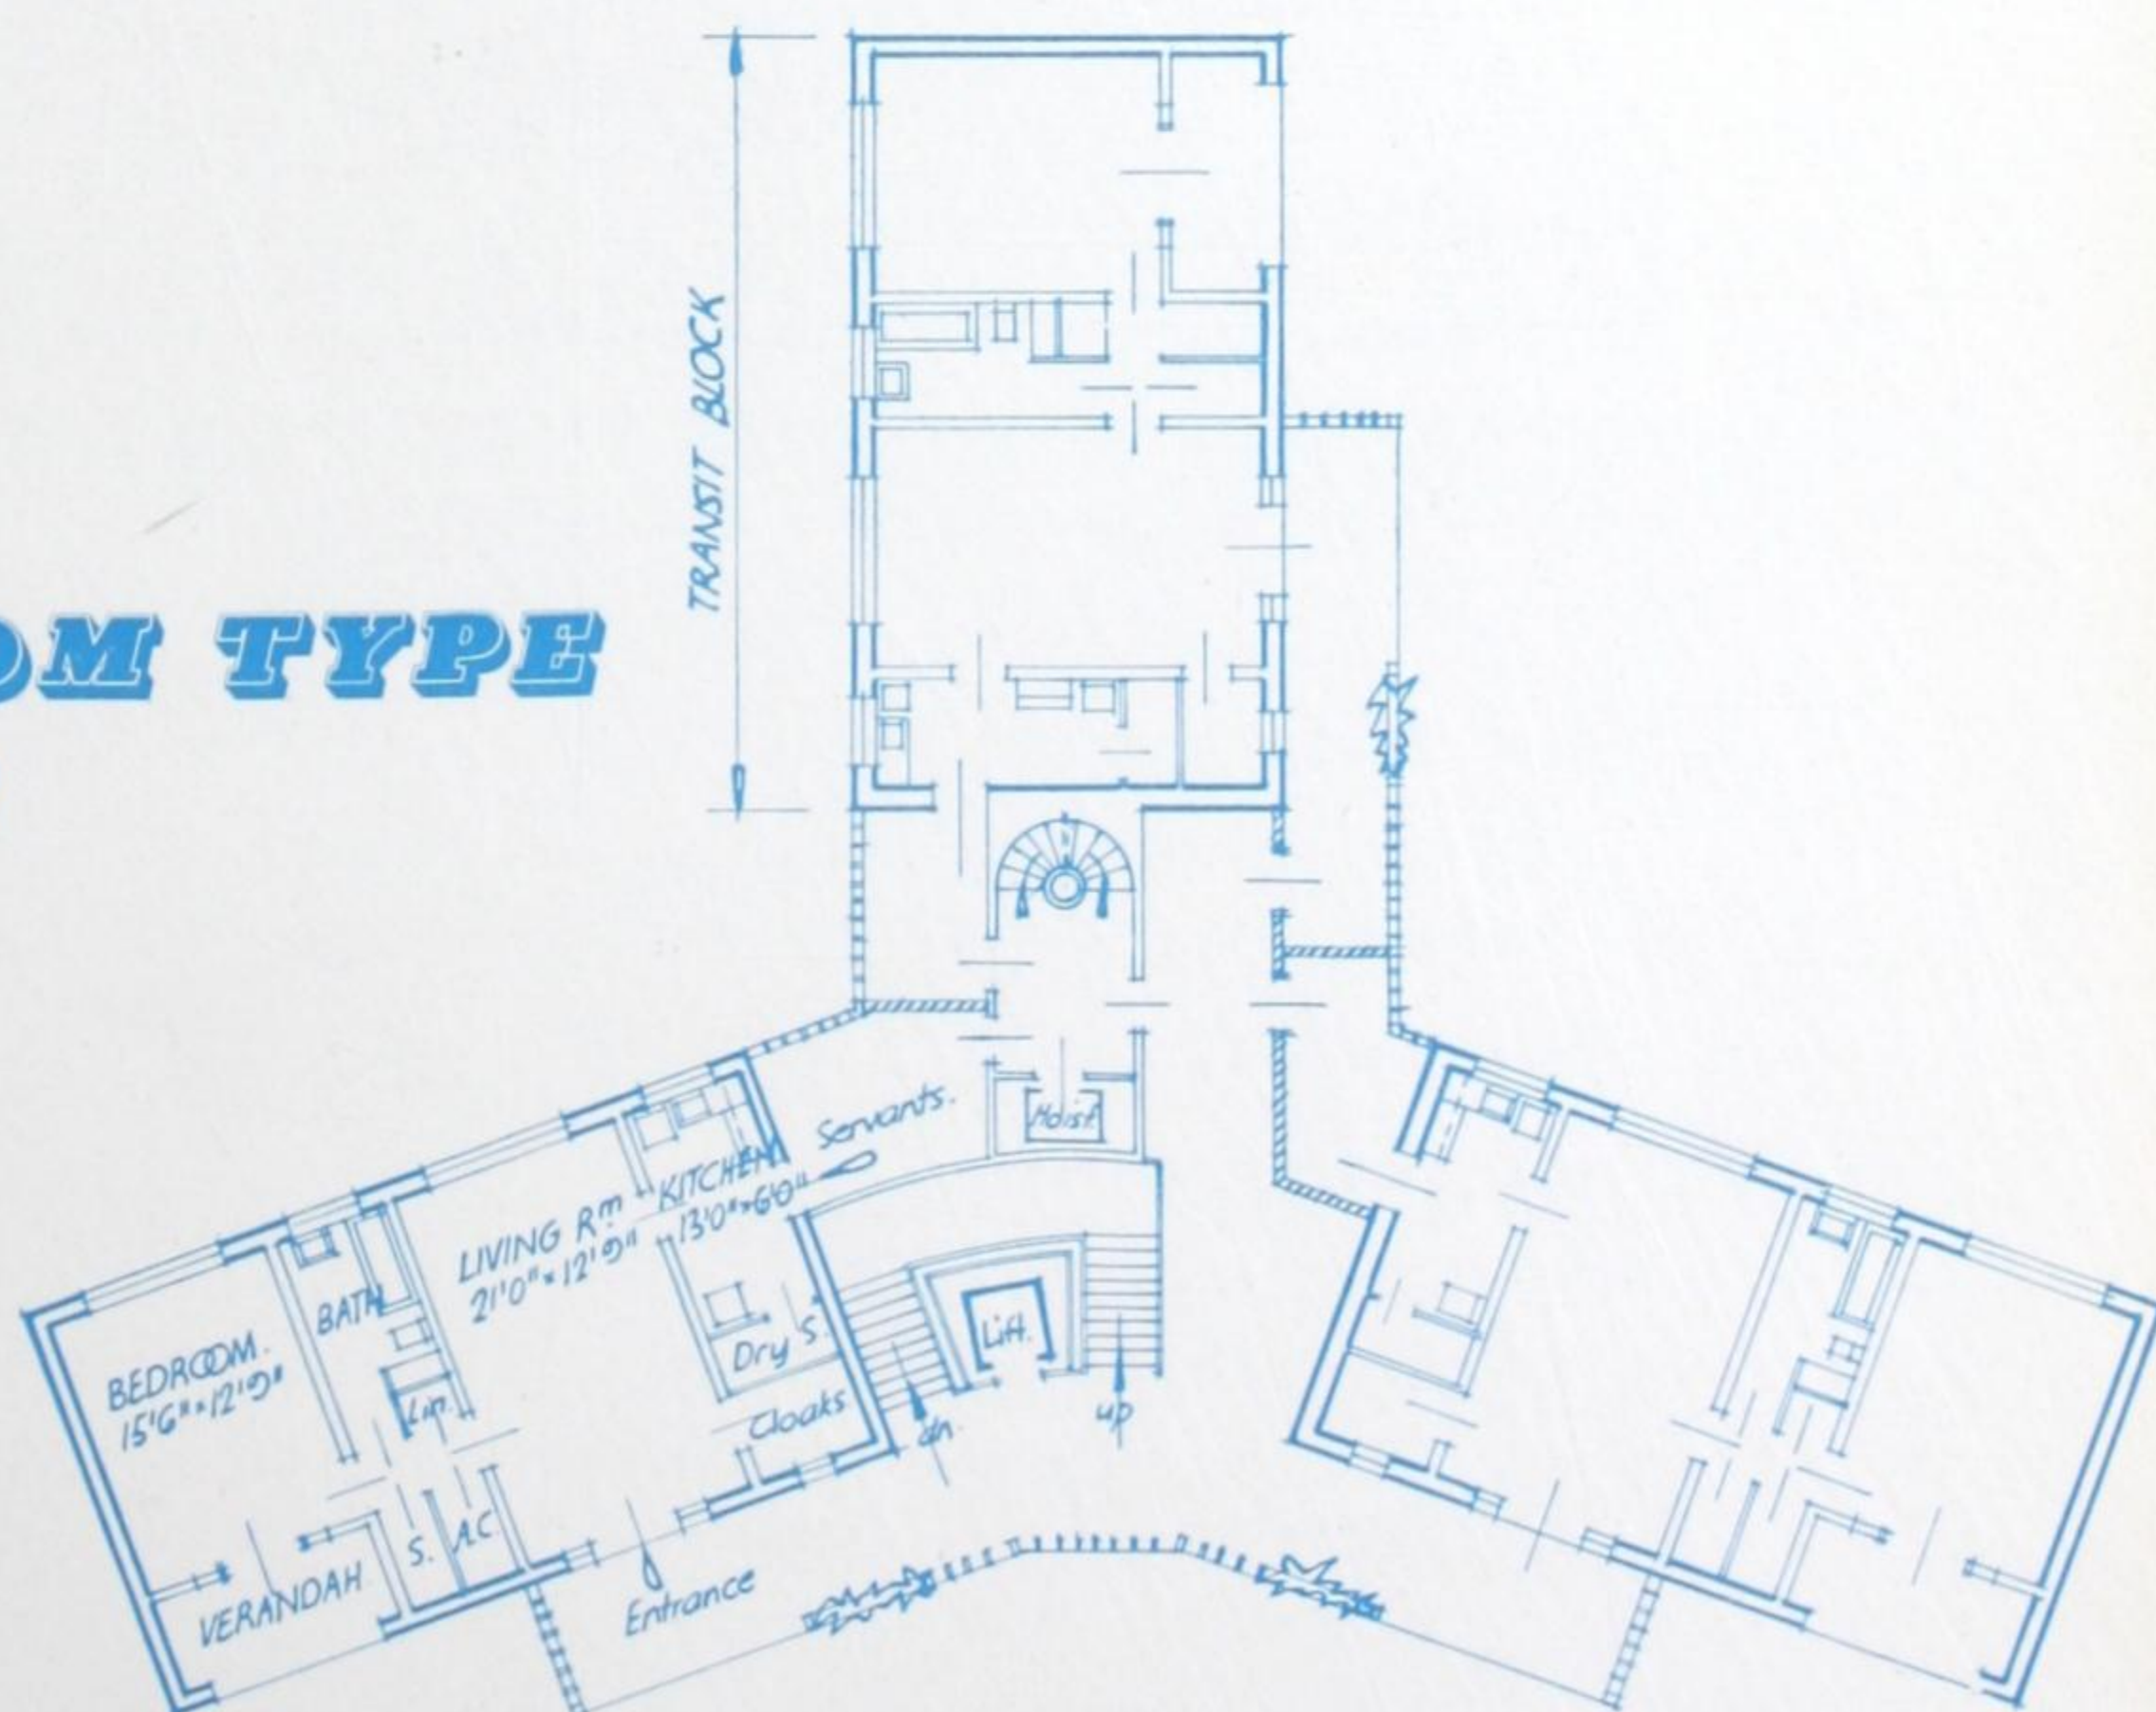 TRANSIT BLOCK
OM TYPE
Servants.
Hoist.
KITCHEN
13'0"×6'0"
LIVING Rm
21'0"×12'9"
BATH
BEDROOM.
15'6"×12'9"
Lift.
Dry S.
Lin.
Cloaks
dn.
up
S.
A.C.
VERANDAH
Entrance